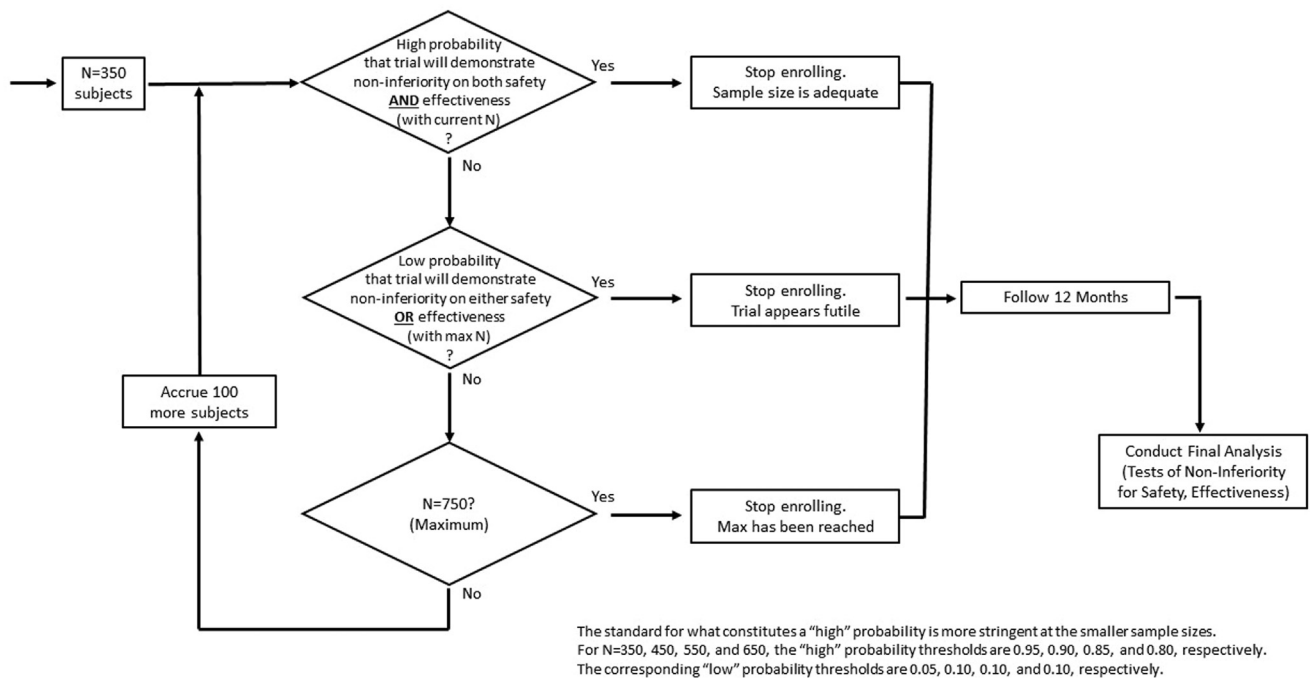 N=350
subjects
High probability
that trial will demonstrate
non-inferiority on both safety
AND effectiveness
(with current N)
?
Yes
Stop enrolling.
Sample size is adequate
No
Low probability
that trial will demonstrate
non-inferiority on either safety
OR effectiveness
(with max N)
?
Yes
Stop enrolling.
Trial appears futile
Follow 12 Months
No
Accrue 100
more subjects
N=750?
(Maximum)
Yes
Stop enrolling.
Max has been reached
No
Conduct Final Analysis
(Tests of Non-Inferiority
for Safety, Effectiveness)
The standard for what constitutes a “high” probability is more stringent at the smaller sample sizes.
For N=350, 450, 550, and 650, the “high” probability thresholds are 0.95, 0.90, 0.85, and 0.80, respectively.
The corresponding “low” probability thresholds are 0.05, 0.10, 0.10, and 0.10, respectively.